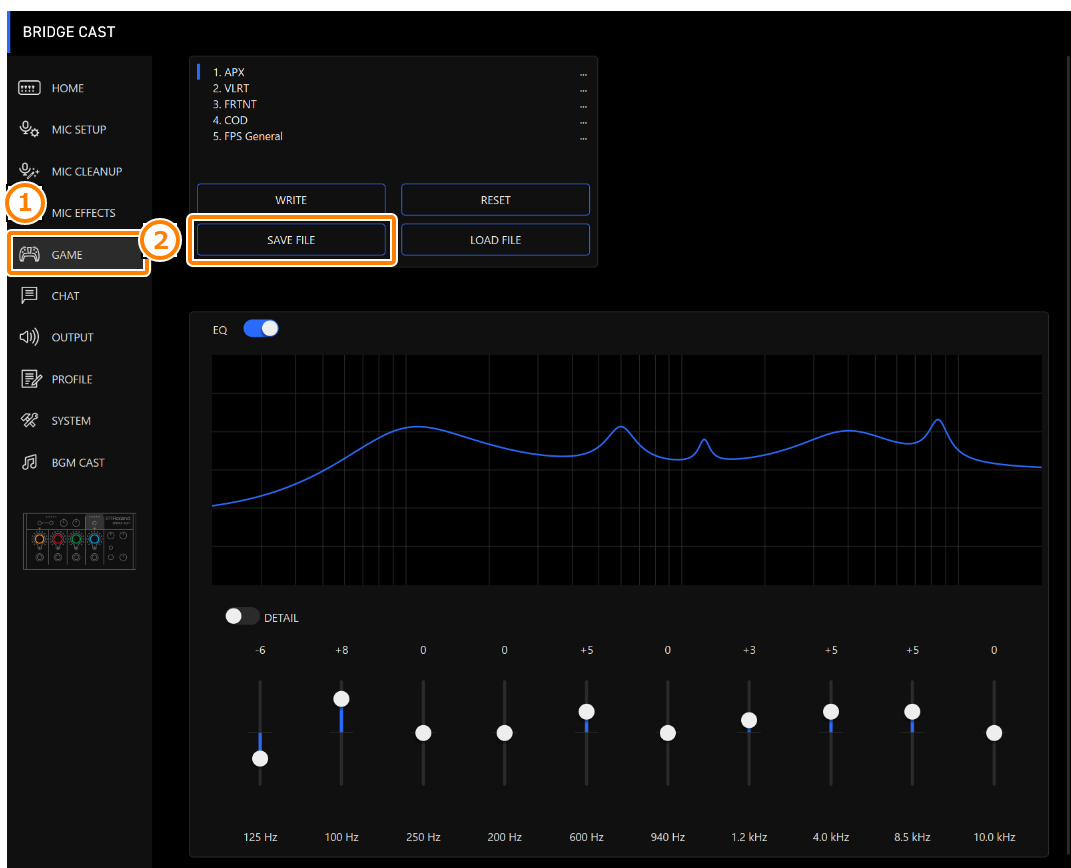 BRIDGE CAST
HOME
MIC SETUP
MIC CLEANUP
1
MIC EFFECTS
GAME
CHAT
OUTPUT
PROFILE
SYSTEM
BGM CAST
1. APX ...
2. VLRT ...
3. FRTNT ...
4. COD ...
5. FPS General ...
WRITE RESET
2
SAVE FILE LOAD FILE
EQ
DETAIL
-6 +8 0 0 +5 0 +3 +5 +5 0
125 Hz 100 Hz 250 Hz 200 Hz 600 Hz 940 Hz 1.2 kHz 4.0 kHz 8.5 kHz 10.0 kHz
Roland